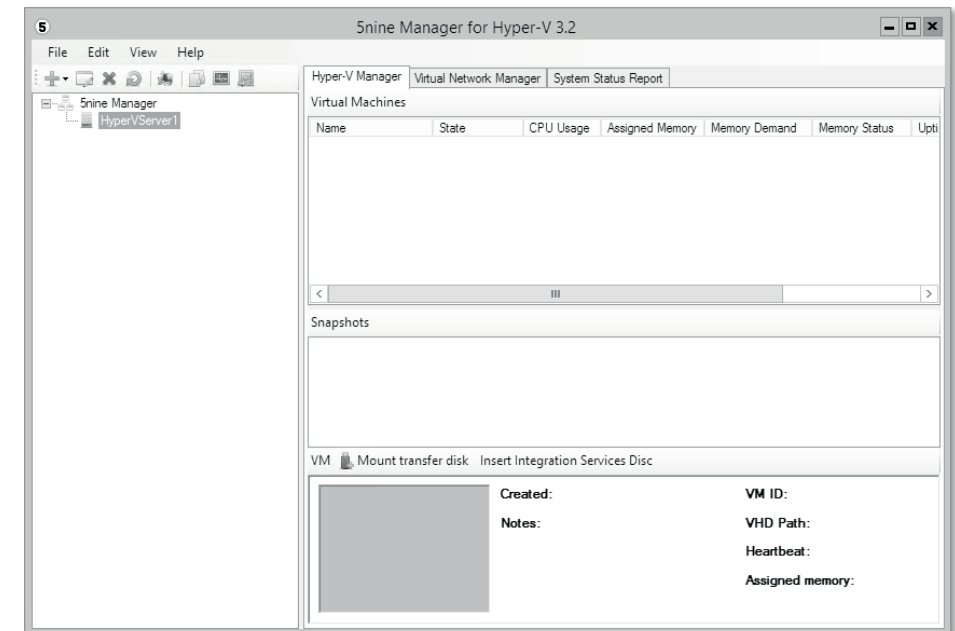 5 5nine Manager for Hyper-V 3.2
File Edit View Help
5nine Manager
HyperVServer1
Hyper-V Manager Virtual Network Manager System Status Report
Virtual Machines
Name State CPU Usage Assigned Memory Memory Demand Memory Status Upti
Snapshots
VM Mount transfer disk Insert Integration Services Disc
Created: VM ID:
Notes: VHD Path:
Heartbeat:
Assigned memory: